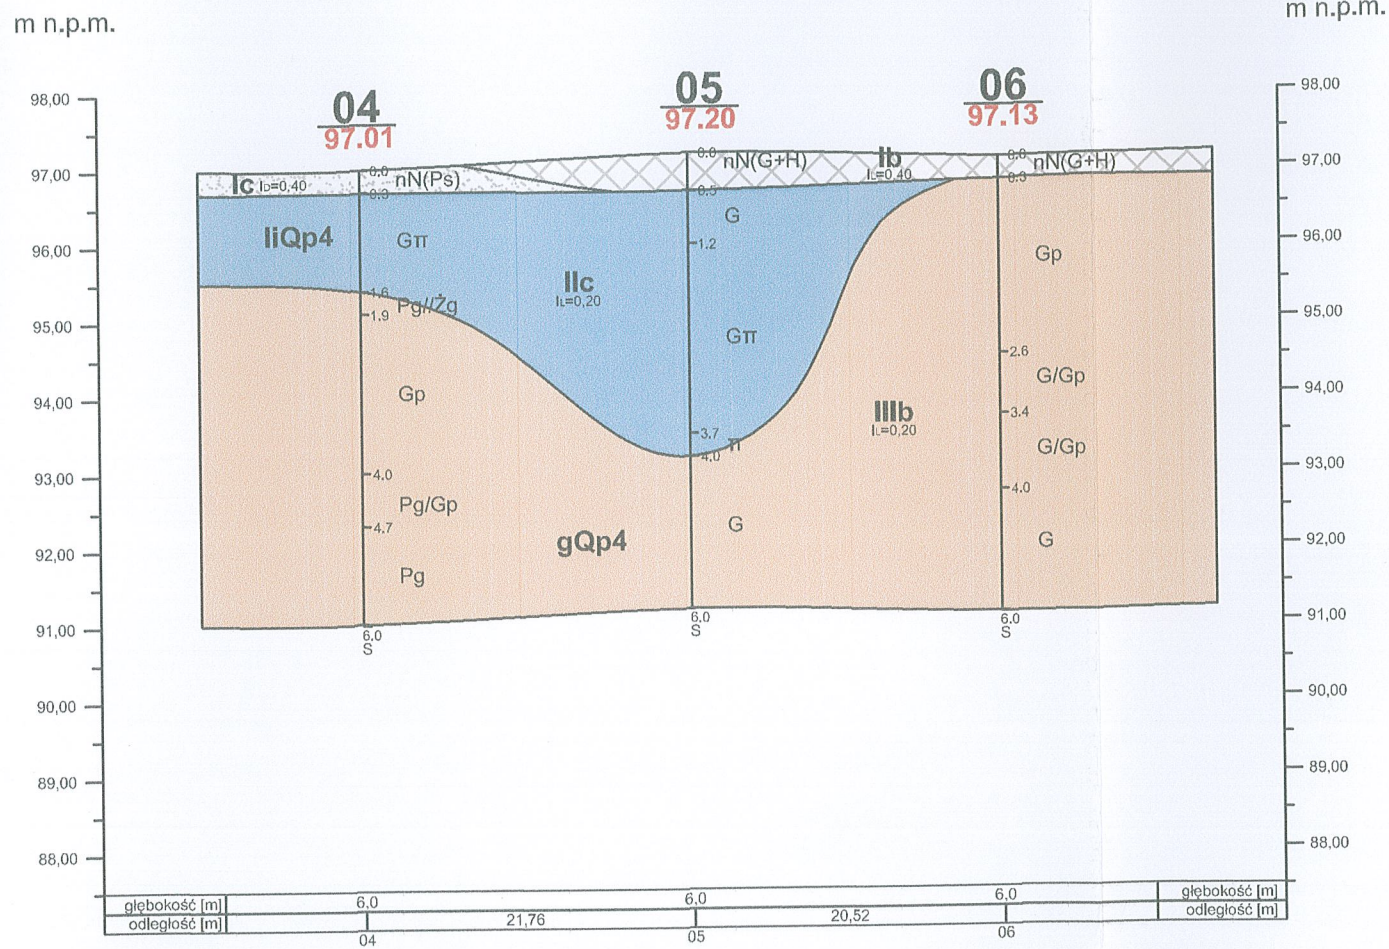 m n.p.m.
m n.p.m.
04
97.01
05
97.20
06
97.13
98,00
97,00
96,00
95,00
94,00
93,00
92,00
91,00
90,00
89,00
88,00
98,00
97,00
96,00
95,00
94,00
93,00
92,00
91,00
90,00
89,00
88,00
Ic ID=0,40
0.0
nN(Ps)
0.3
IiQp4
Gπ
1.6
Pg//Żg
1.9
Gp
4.0
Pg/Gp
4.7
Pg
6.0
S
IIc
IL=0,20
gQp4
0.0
nN(G+H)
0.5
G
1.2
Gπ
3.7
π
4.0
G
6.0
S
Ib
IL=0,40
IIIb
IL=0,20
0.0
nN(G+H)
0.3
Gp
2.6
G/Gp
3.4
G/Gp
4.0
G
6.0
S
głębokość [m] 6,0 6,0 6,0 głębokość [m]
odległość [m] 21,76 20,52 odległość [m]
04 05 06